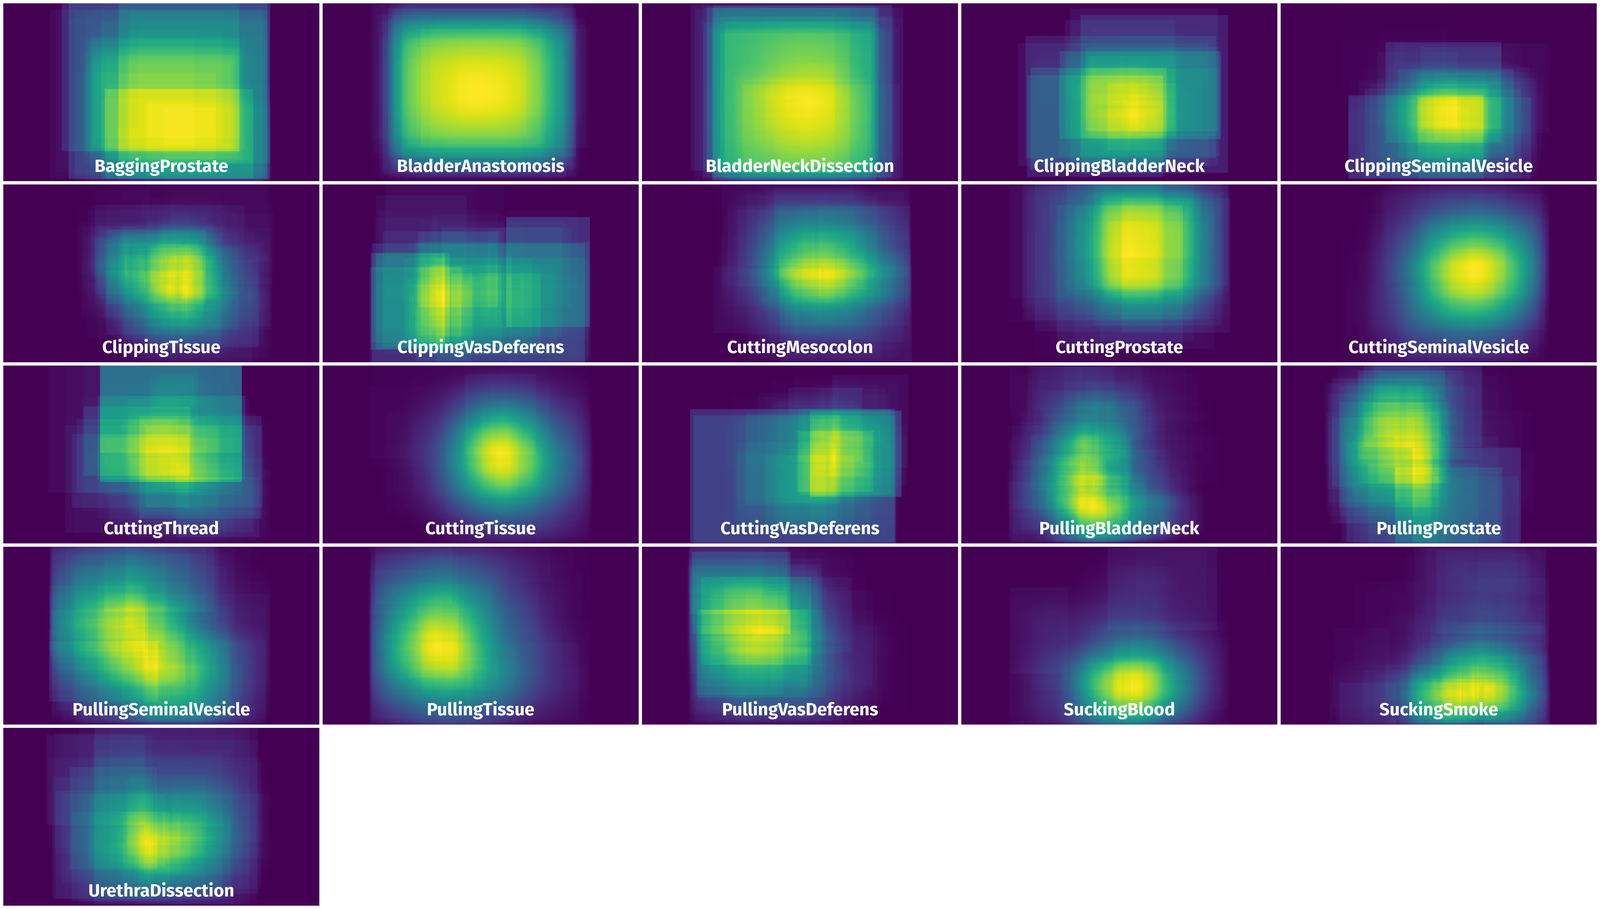 BaggingProstate
BladderAnastomosis
BladderNeckDissection
ClippingBladderNeck
ClippingSeminalVesicle
ClippingTissue
ClippingVasDeferens
CuttingMesocolon
CuttingProstate
CuttingSeminalVesicle
CuttingThread
CuttingTissue
CuttingVasDeferens
PullingBladderNeck
PullingProstate
PullingSeminalVesicle
PullingTissue
PullingVasDeferens
SuckingBlood
SuckingSmoke
UrethraDissection